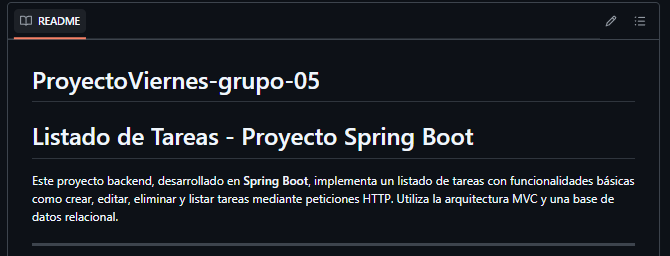 README
ProyectoViernes-grupo-05
Listado de Tareas - Proyecto Spring Boot
Este proyecto backend, desarrollado en Spring Boot, implementa un listado de tareas con funcionalidades básicas
como crear, editar, eliminar y listar tareas mediante peticiones HTTP. Utiliza la arquitectura MVC y una base de
datos relacional.